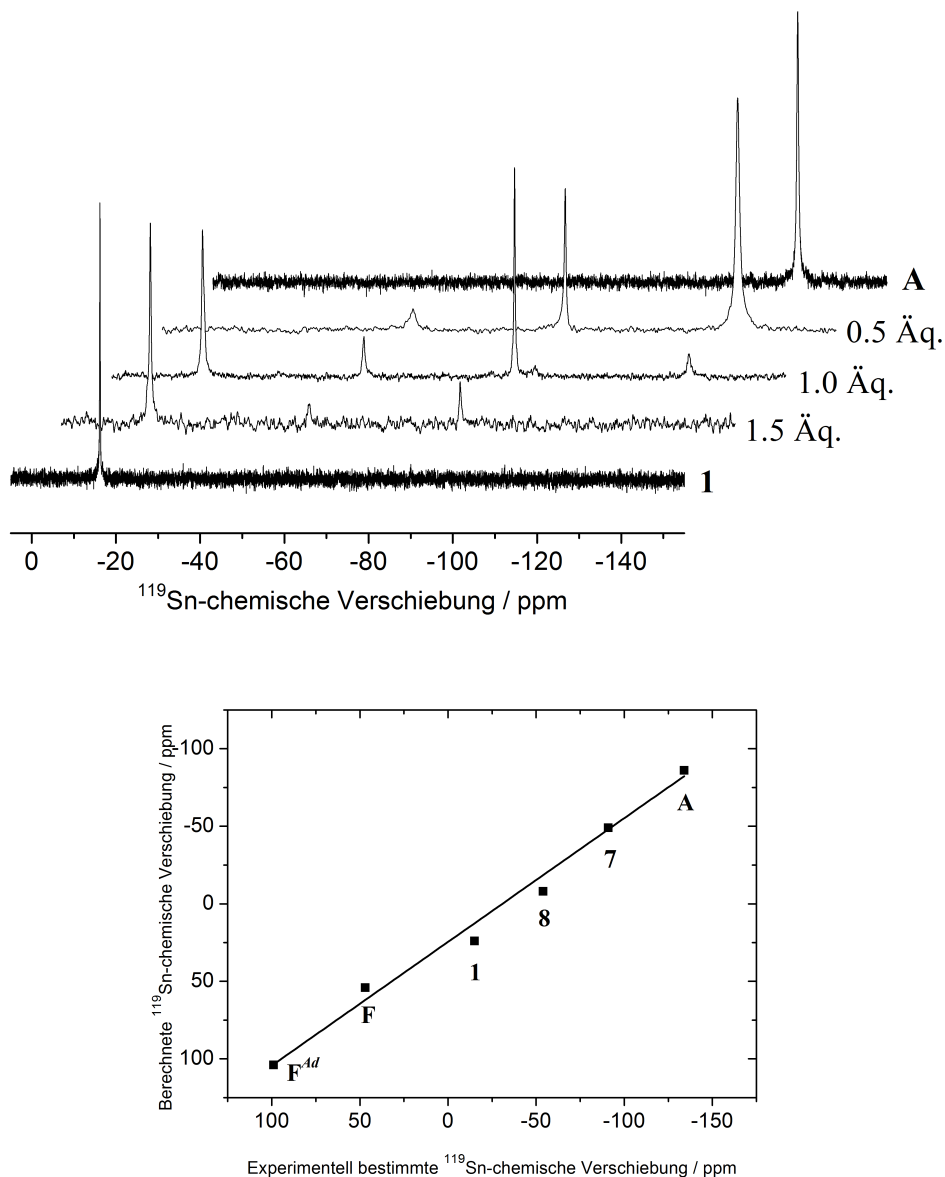 A
0.5 Äq.
1.0 Äq.
1.5 Äq.
1
0 -20 -40 -60 -80 -100 -120 -140
¹¹⁹Sn-chemische Verschiebung / ppm
Berechnete ¹¹⁹Sn-chemische Verschiebung / ppm
-100
-50
0
50
100
A
7
8
1
F
F^Ad
100 50 0 -50 -100 -150
Experimentell bestimmte ¹¹⁹Sn-chemische Verschiebung / ppm